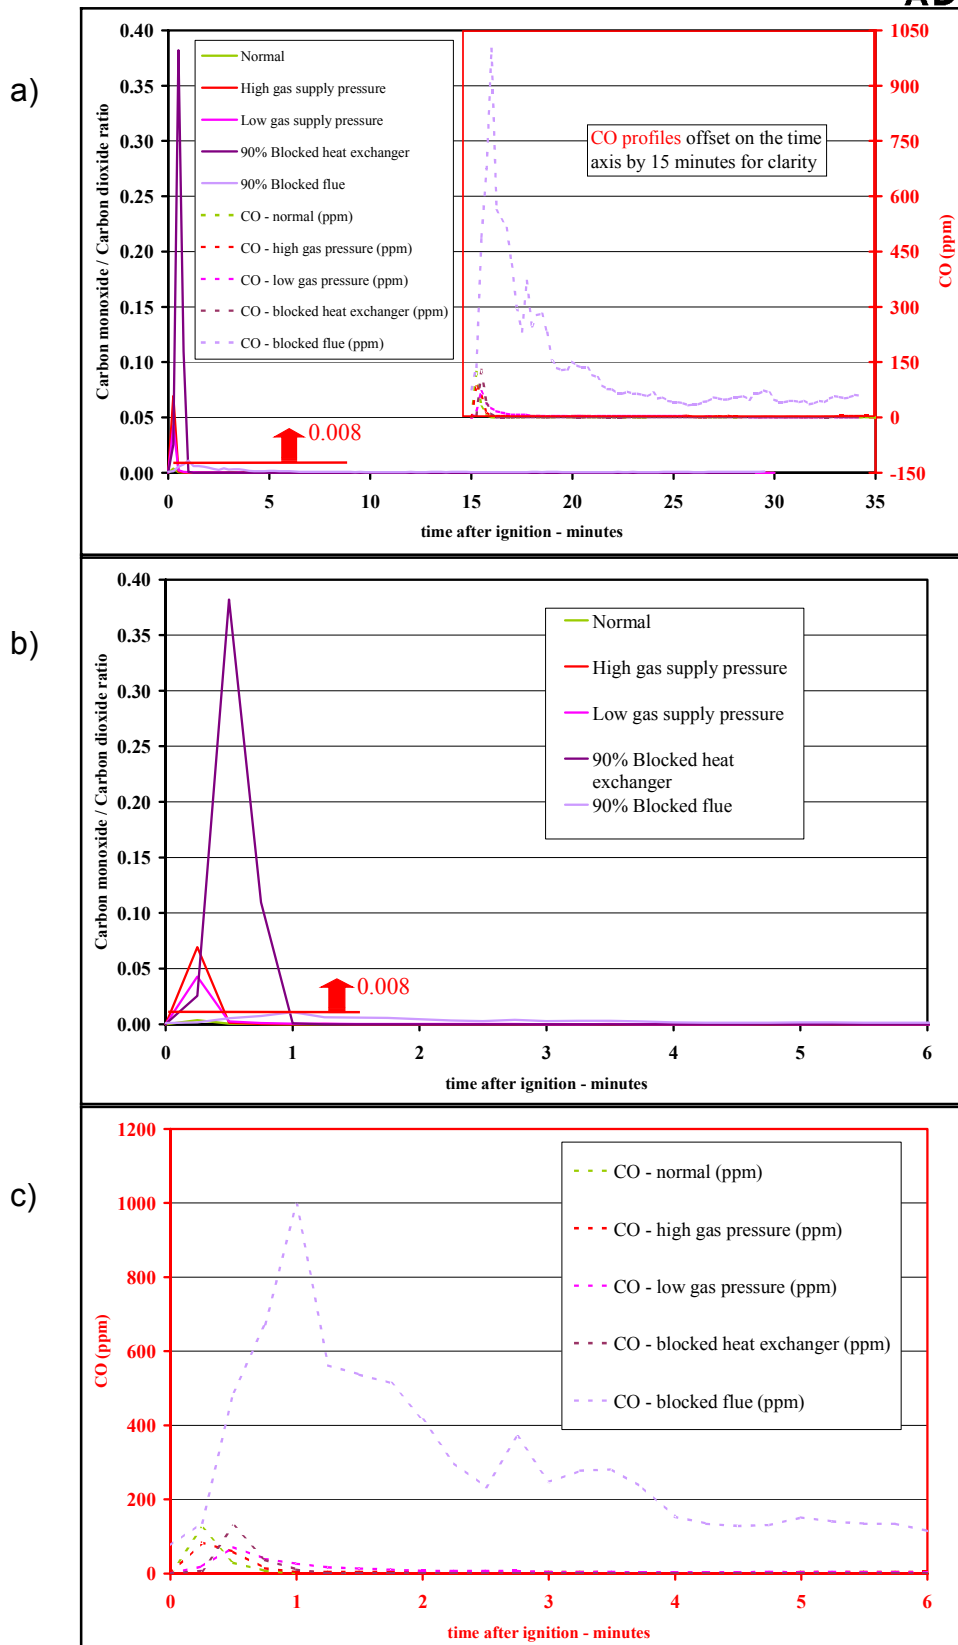 AD
a)
0.40
0.35
0.30
0.25
0.20
0.15
0.10
0.05
0.00
Carbon monoxide / Carbon dioxide ratio
Normal
High gas supply pressure
Low gas supply pressure
90% Blocked heat exchanger
90% Blocked flue
CO - normal (ppm)
CO - high gas pressure (ppm)
CO - low gas pressure (ppm)
CO - blocked heat exchanger (ppm)
CO - blocked flue (ppm)
CO profiles offset on the time
axis by 15 minutes for clarity
0.008
1050
900
750
600
450
300
150
0
-150
CO (ppm)
0 5 10 15 20 25 30 35
time after ignition - minutes
b)
0.40
0.35
0.30
0.25
0.20
0.15
0.10
0.05
0.00
Carbon monoxide / Carbon dioxide ratio
Normal
High gas supply pressure
Low gas supply pressure
90% Blocked heat
exchanger
90% Blocked flue
0.008
0 1 2 3 4 5 6
time after ignition - minutes
c)
1200
1000
800
600
400
200
0
CO (ppm)
CO - normal (ppm)
CO - high gas pressure (ppm)
CO - low gas pressure (ppm)
CO - blocked heat exchanger (ppm)
CO - blocked flue (ppm)
0 1 2 3 4 5 6
time after ignition - minutes